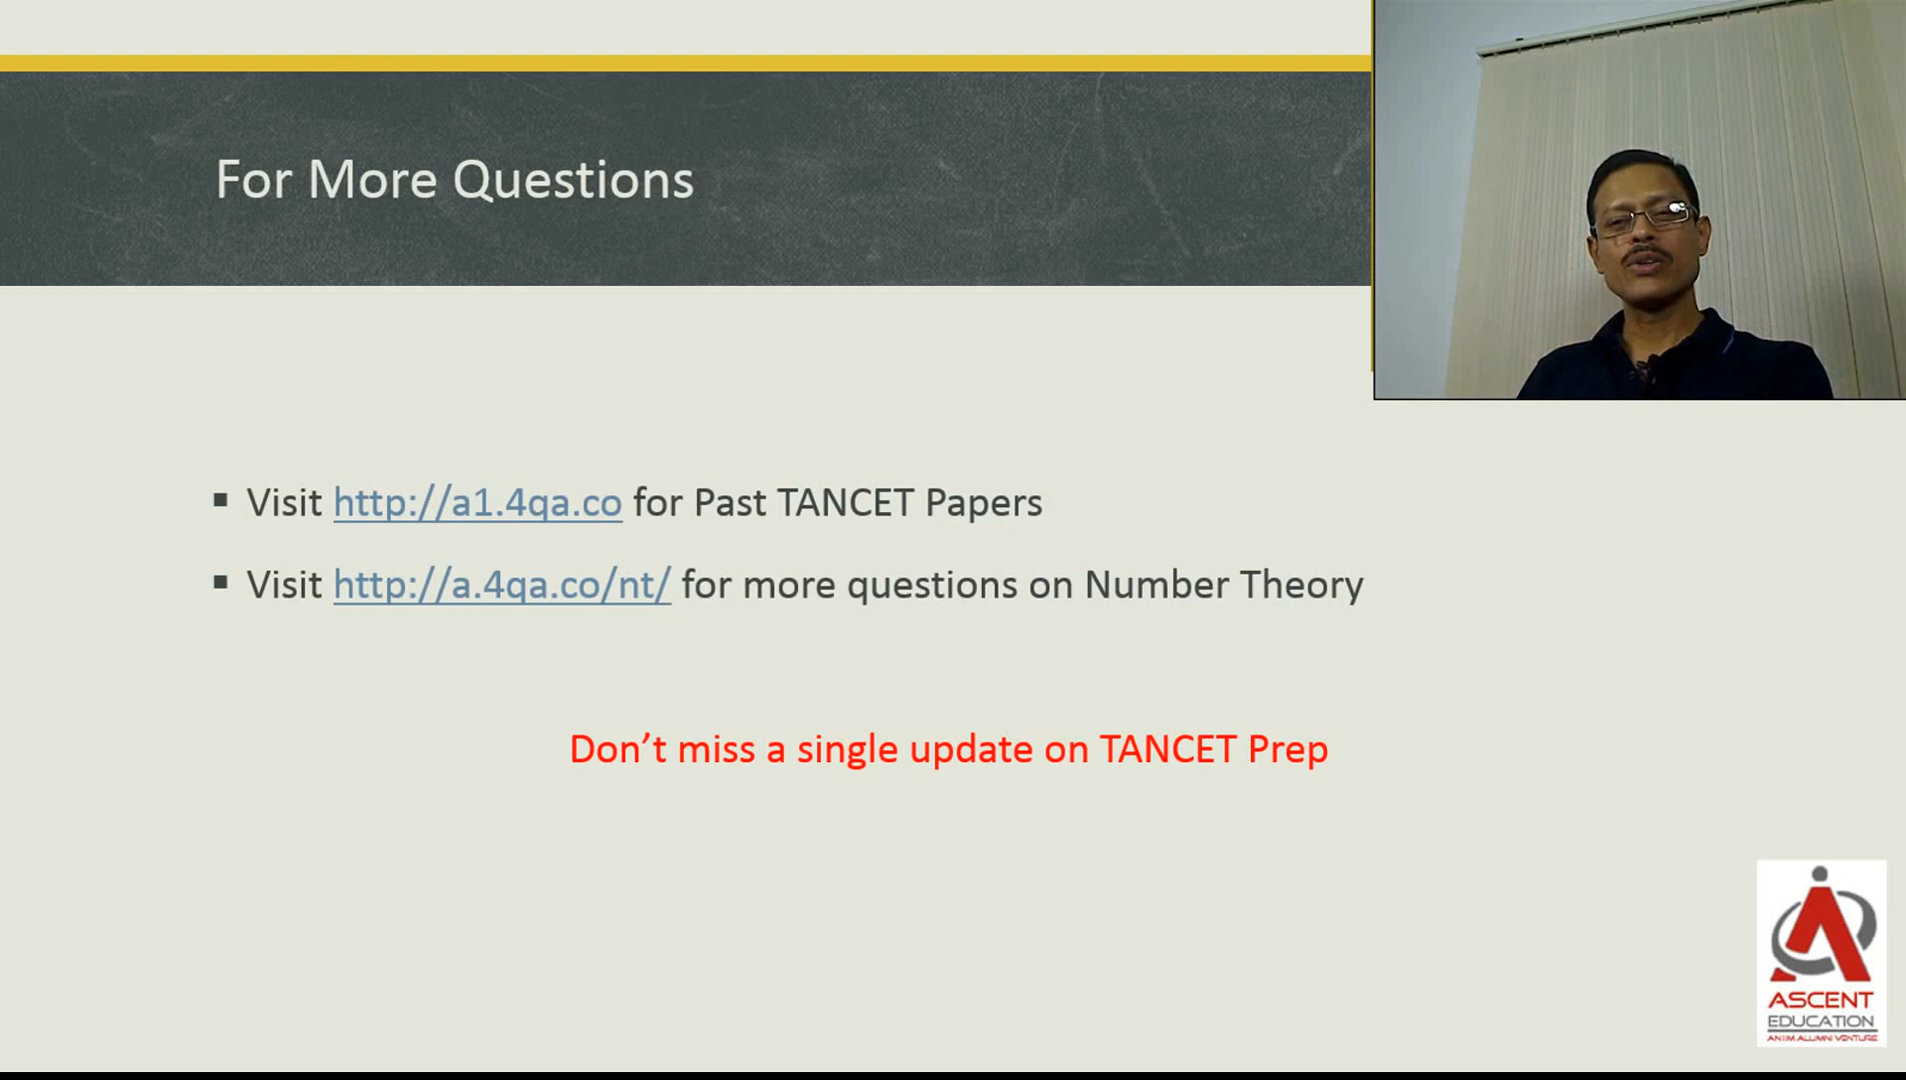 For More Questions
Visit http://a1.4qa.co for Past TANCET Papers
Visit http://a.4qa.co/nt/ for more questions on Number Theory
Don’t miss a single update on TANCET Prep
ASCENT
EDUCATION
AN IIM ALUMNI VENTURE